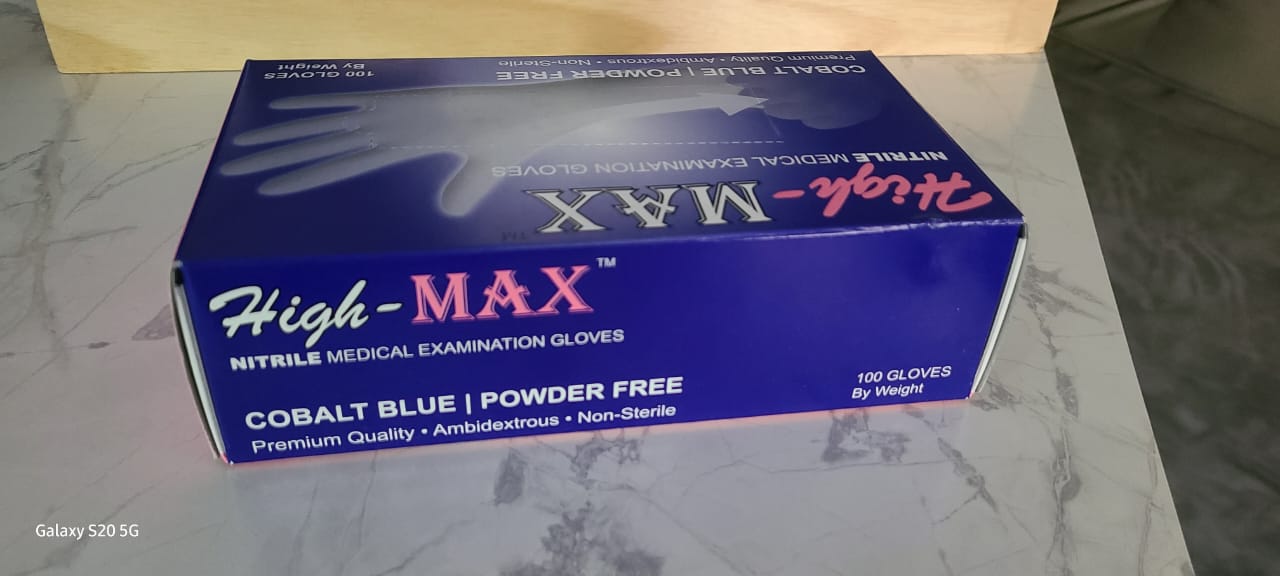 100 GLOVES
By Weight
COBALT BLUE | POWDER FREE
Premium Quality • Ambidextrous • Non-Sterile
NITRILE MEDICAL EXAMINATION GLOVES
High-MAX™
High-MAX™
NITRILE MEDICAL EXAMINATION GLOVES
COBALT BLUE | POWDER FREE
Premium Quality • Ambidextrous • Non-Sterile
100 GLOVES
By Weight
Galaxy S20 5G